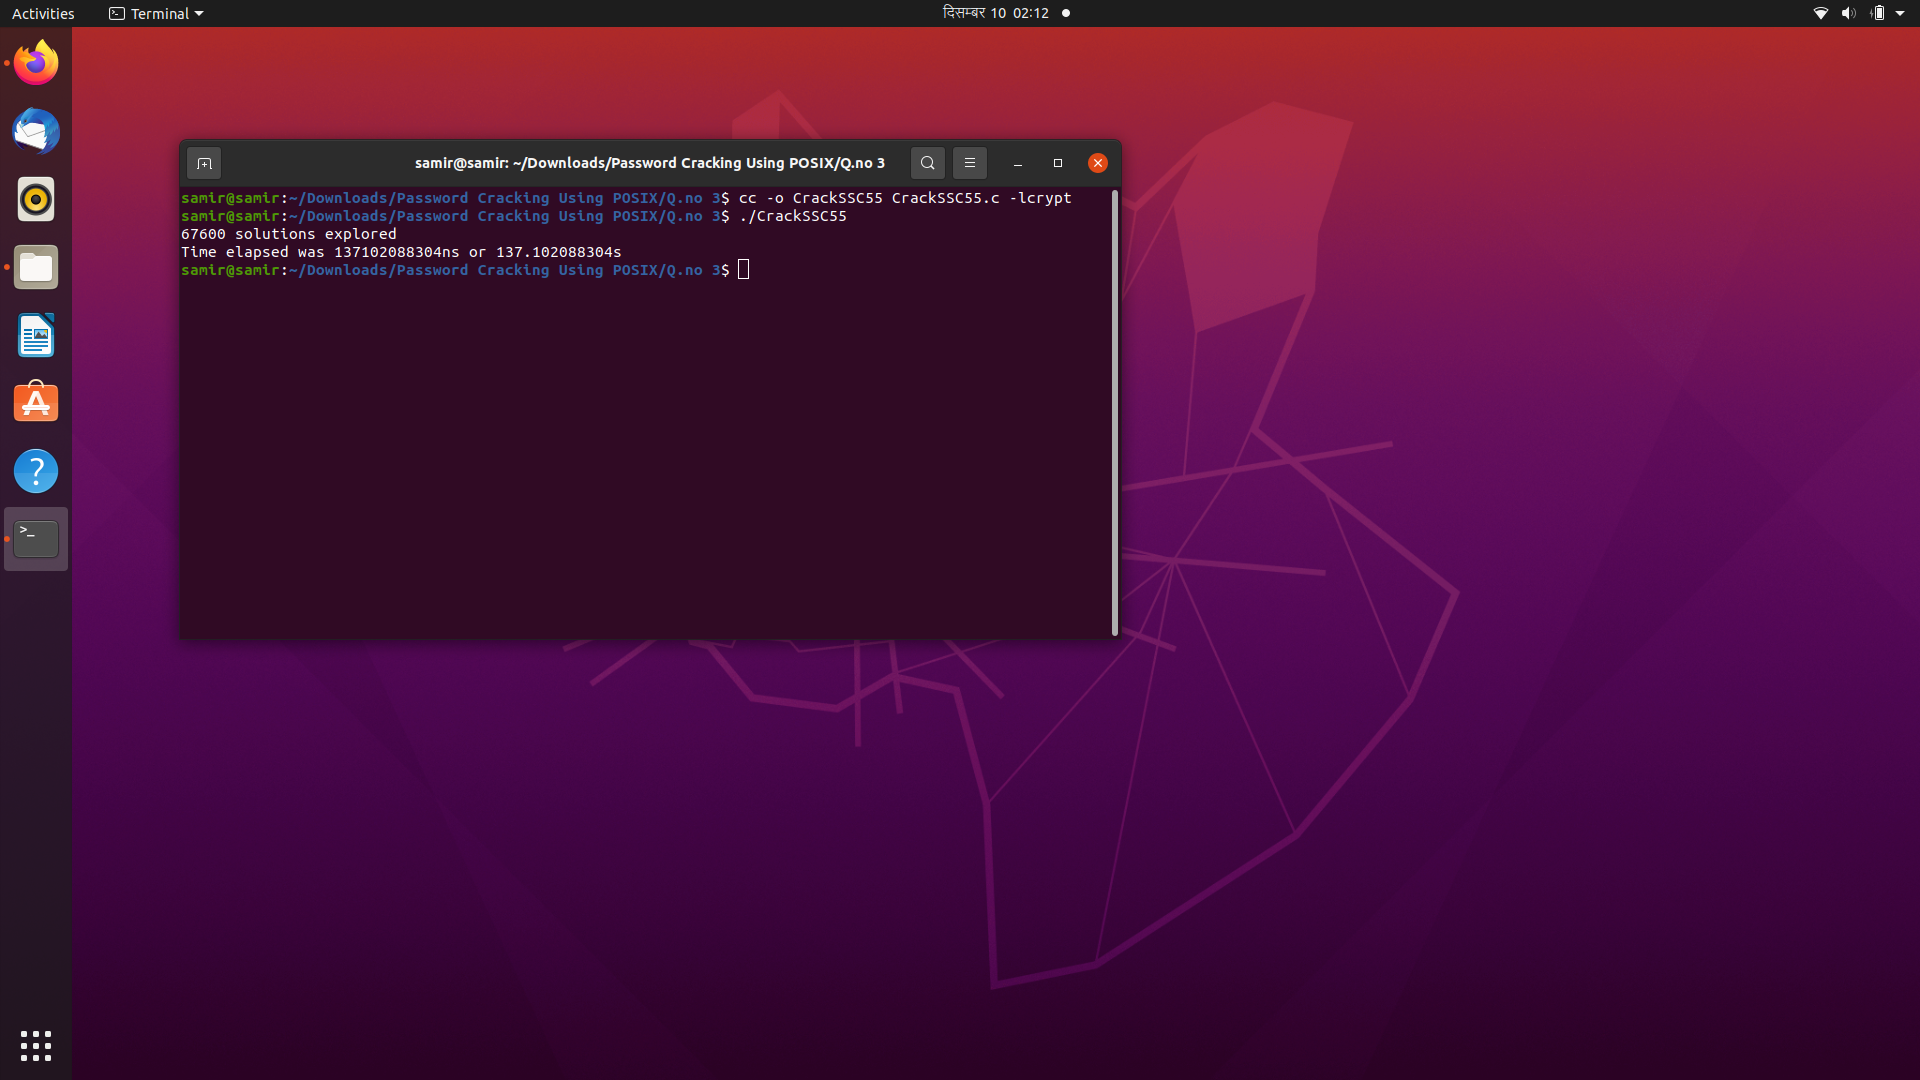 Activities
Terminal
दिसम्बर 10 02:12
samir@samir: ~/Downloads/Password Cracking Using POSIX/Q.no 3
samir@samir:~/Downloads/Password Cracking Using POSIX/Q.no 3$ cc -o CrackSSC55 CrackSSC55.c -lcrypt
samir@samir:~/Downloads/Password Cracking Using POSIX/Q.no 3$ ./CrackSSC55
67600 solutions explored
Time elapsed was 137102088304ns or 137.102088304s
samir@samir:~/Downloads/Password Cracking Using POSIX/Q.no 3$